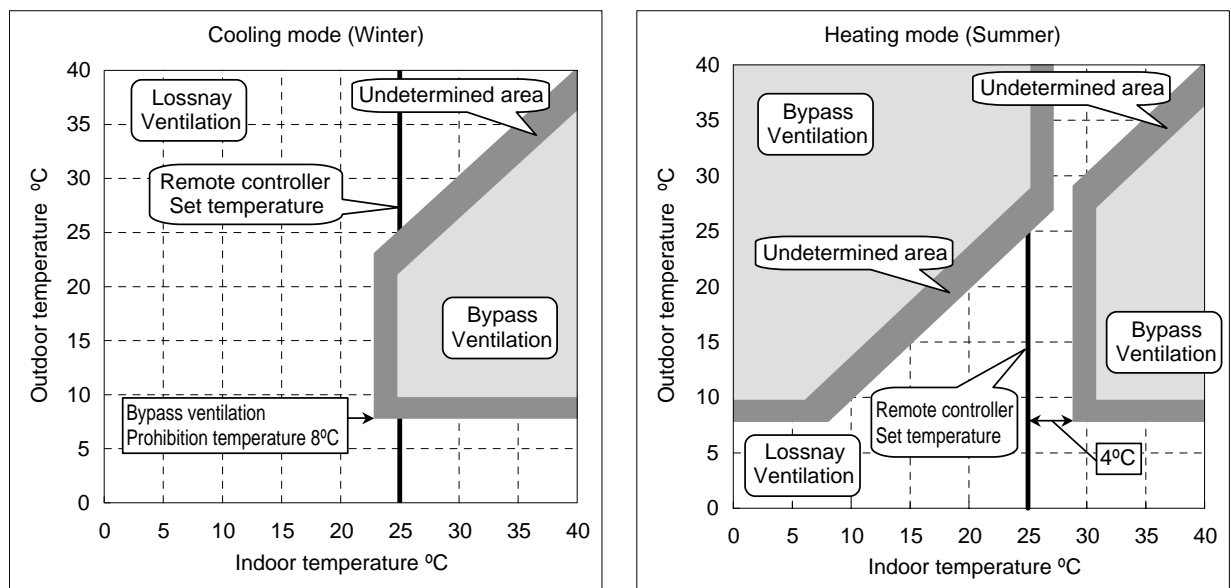 Cooling mode (Winter)
40
35
30
25
20
15
10
5
0
Outdoor temperature ºC
Lossnay
Ventilation
Undetermined area
Remote controller
Set temperature
Bypass
Ventilation
Bypass ventilation
Prohibition temperature 8ºC
0 5 10 15 20 25 30 35 40
Indoor temperature ºC
Heating mode (Summer)
40
35
30
25
20
15
10
5
0
Outdoor temperature ºC
Bypass
Ventilation
Undetermined area
Undetermined area
Bypass
Ventilation
Remote controller
Set temperature
Lossnay
Ventilation
4ºC
0 5 10 15 20 25 30 35 40
Indoor temperature ºC